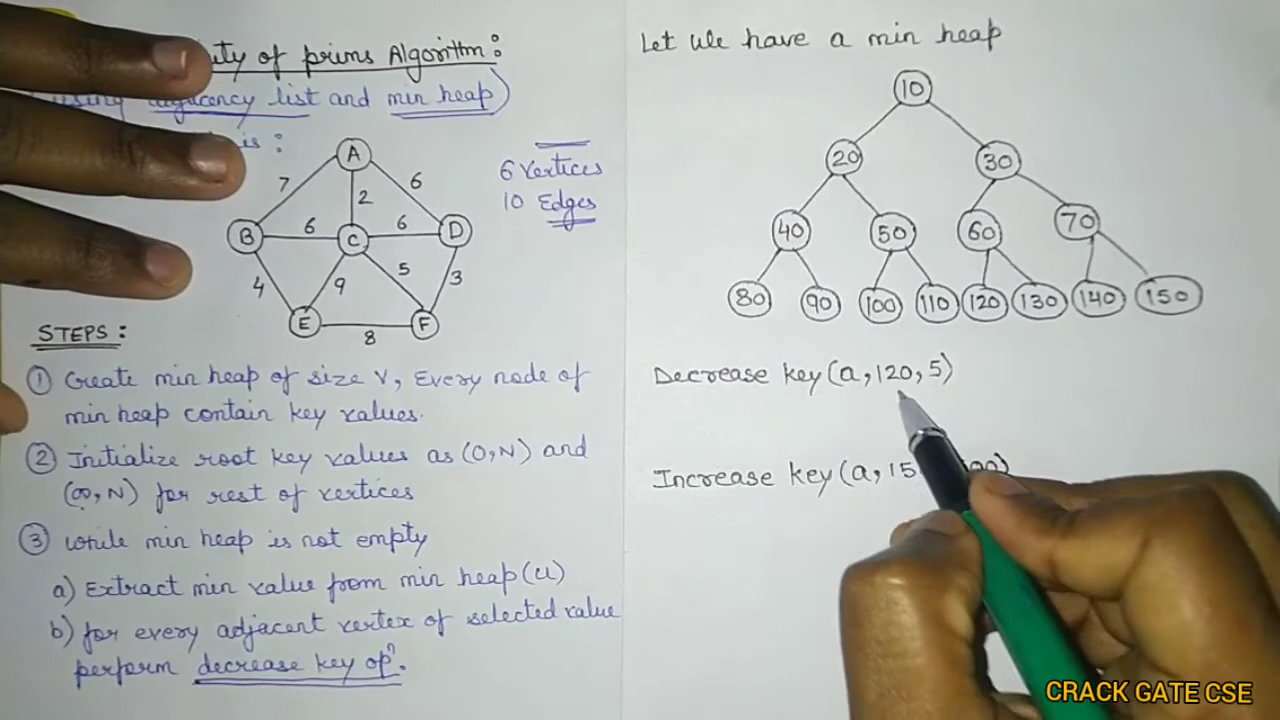 of prims Algorithm:
using adjacency list and min heap)
is:
6 Vertices
10 Edges
A
7
2
6
B
6
C
6
D
4
9
5
3
E
8
F
STEPS:
① Create min heap of size V, Every node of
min heap contain key values.
② Initialize root key values as (0,N) and
(∞,N) for rest of vertices
③ While min heap is not empty
a) Extract min value from min heap(u)
b) for every adjacent vertex of selected value
perform decrease key opⁿ.
Let We have a min heap
10
20 30
40 50 60 70
80 90 100 110 120 130 140 150
Decrease key(a,120,5)
Increase key(a,
CRACK GATE CSE